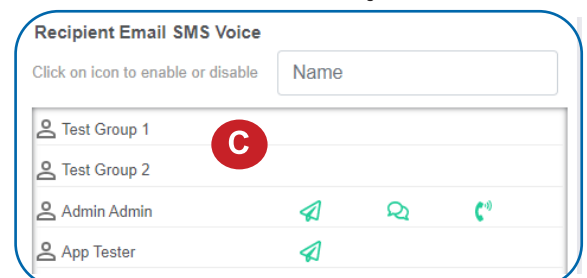 Recipient Email SMS Voice
Click on icon to enable or disable Name
Test Group 1
C
Test Group 2
Admin Admin
App Tester